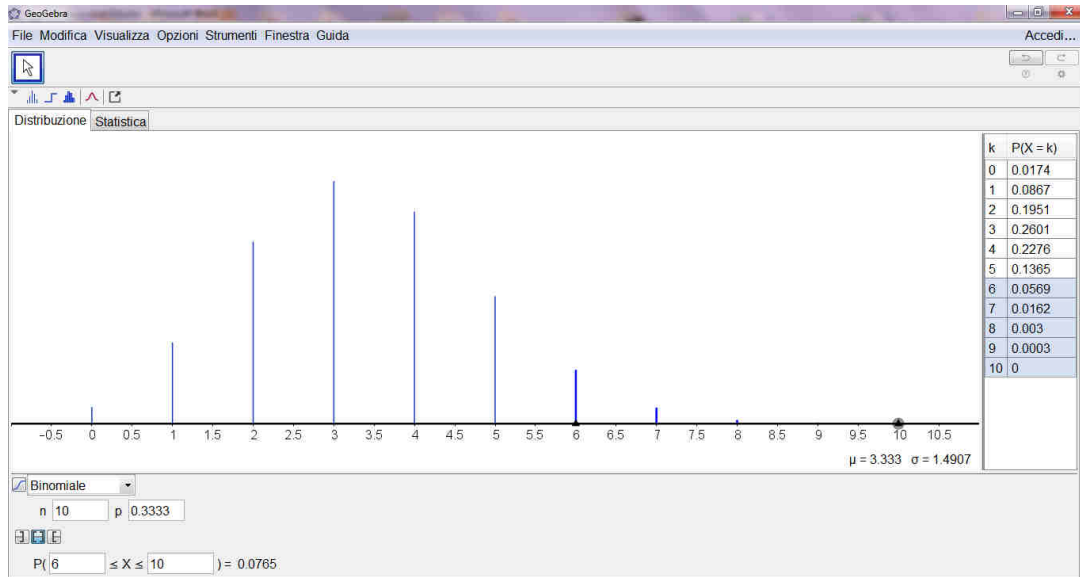 GeoGebra
File Modifica Visualizza Opzioni Strumenti Finestra Guida Accedi...
Distribuzione Statistica
k P(X = k)
0 0.0174
1 0.0867
2 0.1951
3 0.2601
4 0.2276
5 0.1365
6 0.0569
7 0.0162
8 0.003
9 0.0003
10 0
-0.5 0 0.5 1 1.5 2 2.5 3 3.5 4 4.5 5 5.5 6 6.5 7 7.5 8 8.5 9 9.5 10 10.5
μ = 3.333 σ = 1.4907
Binomiale
n 10 p 0.3333
P( 6 ≤ X ≤ 10 ) = 0.0765